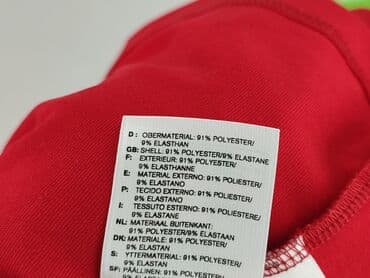 D: OBERMATERIAL: 91% POLYESTER/
9% ELASTHAN
GB: SHELL: 91% POLYESTER/9% ELASTANE
F: EXTERIEUR: 91% POLYESTER/
9% ELASTHANNE
E: MATERIAL EXTERNO: 91% POLIESTER/
9% ELASTANO
P: TECIDO EXTERNO: 91% POLIESTER/
9% ELASTANO
I: TESSUTO ESTERNO: 91% POLIESTERE/
9% ELASTANE
NL: MATERIAAL BUITENKANT:
91% POLYESTER/9% ELASTAAN
DK: MATERIALE: 91% POLYESTER/
9% ELASTAN
S: YTTERMATERIAL: 91% POLYESTER/
9% ELASTAN
SF: PÄÄLLINEN: 91% POLYESTERI/